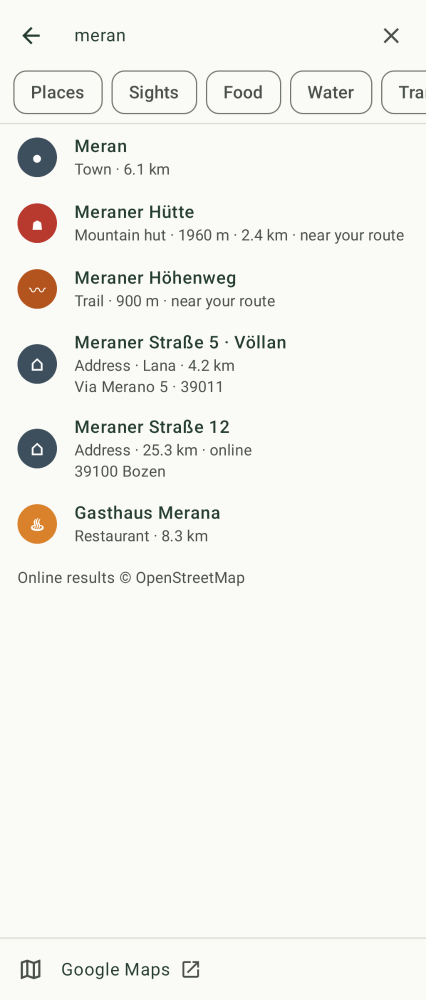 meran
Places
Sights
Food
Water
Tra
Meran
Town · 6.1 km
Meraner Hütte
Mountain hut · 1960 m · 2.4 km · near your route
Meraner Höhenweg
Trail · 900 m · near your route
Meraner Straße 5 · Völlan
Address · Lana · 4.2 km
Via Merano 5 · 39011
Meraner Straße 12
Address · 25.3 km · online
39100 Bozen
Gasthaus Merana
Restaurant · 8.3 km
Online results © OpenStreetMap
Google Maps